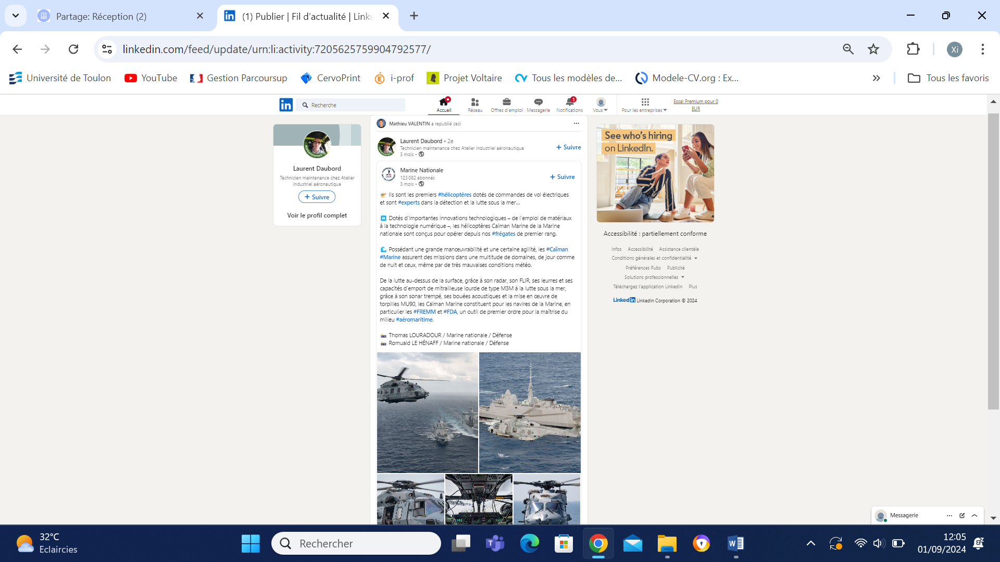 Partage: Réception (2)
(1) Publier | Fil d'actualité | Linke
linkedin.com/feed/update/urn:li:activity:7205625759904792577/
Xi
Université de Toulon
YouTube
Gestion Parcoursup
CervoPrint
i-prof
Projet Voltaire
Tous les modèles de...
Modele-CV.org : Ex...
Tous les favoris
Recherche
Accueil
Réseau
Offres d'emploi
Messagerie
1
Notifications
Vous
Pour les entreprises
Essai Premium pour 0
EUR
Laurent Daubord
Technicien maintenance chez Atelier
industriel aéronautique
+ Suivre
Voir le profil complet
Mathieu VALENTIN a republié ceci
Laurent Daubord • 2e
Technicien maintenance chez Atelier industriel aéronautique
3 mois •
+ Suivre
Marine Nationale
123 082 abonnés
3 mois •
+ Suivre
Ils sont les premiers #hélicoptères dotés de commandes de vol électriques
et sont #experts dans la détection et la lutte sous la mer...
Dotés d'importantes innovations technologiques – de l'emploi de matériaux
à la technologie numérique –, les hélicoptères Caïman Marine de la Marine
nationale sont conçus pour opérer depuis nos #frégates de premier rang.
Possédant une grande manœuvrabilité et une certaine agilité, les #Caïman
#Marine assurent des missions dans une multitude de domaines, de jour comme
de nuit et ceux, même par de très mauvaises conditions météo.
De la lutte au-dessus de la surface, grâce à son radar, son FLIR, ses leurres et ses
capacités d'emport de mitrailleuse lourde de type M3M à la lutte sous la mer,
grâce à son sonar trempé, ses bouées acoustiques et la mise en œuvre de
torpilles MU90, les Caïman Marine constituent pour les navires de la Marine, en
particulier les #FREMM et #FDA, un outil de premier ordre pour la maîtrise du
milieu #aéromaritime.
Thomas LOURADOUR / Marine nationale / Défense
Romuald LE HÉNAFF / Marine nationale / Défense
See who's hiring
on LinkedIn.
Accessibilité : partiellement conforme
Infos Accessibilité Assistance clientèle
Conditions générales et confidentialité
Préférences Pubs Publicité
Solutions professionnelles
Téléchargez l'application LinkedIn Plus
LinkedIn LinkedIn Corporation © 2024
Messagerie
32°C
Eclaircies
Rechercher
12:05
01/09/2024